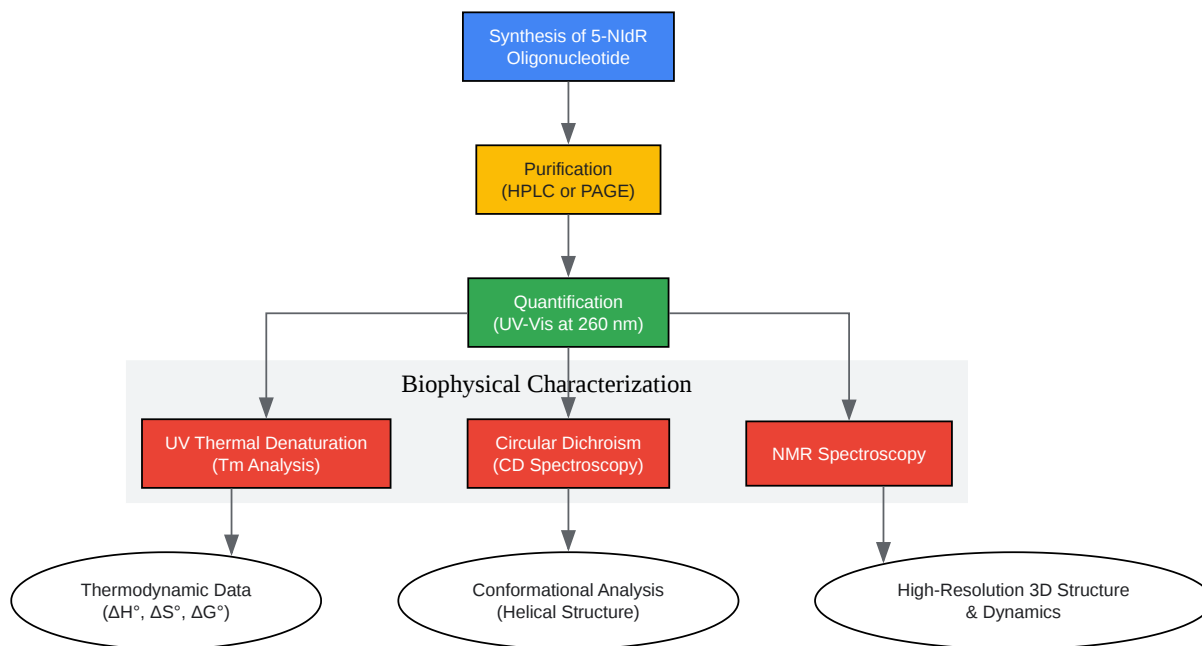 Synthesis of 5-NIdR
Oligonucleotide
Purification
(HPLC or PAGE)
Quantification
(UV-Vis at 260 nm)
Biophysical Characterization
UV Thermal Denaturation
(Tm Analysis)
Circular Dichroism
(CD Spectroscopy)
NMR Spectroscopy
Thermodynamic Data
(ΔH°, ΔS°, ΔG°)
Conformational Analysis
(Helical Structure)
High-Resolution 3D Structure
& Dynamics